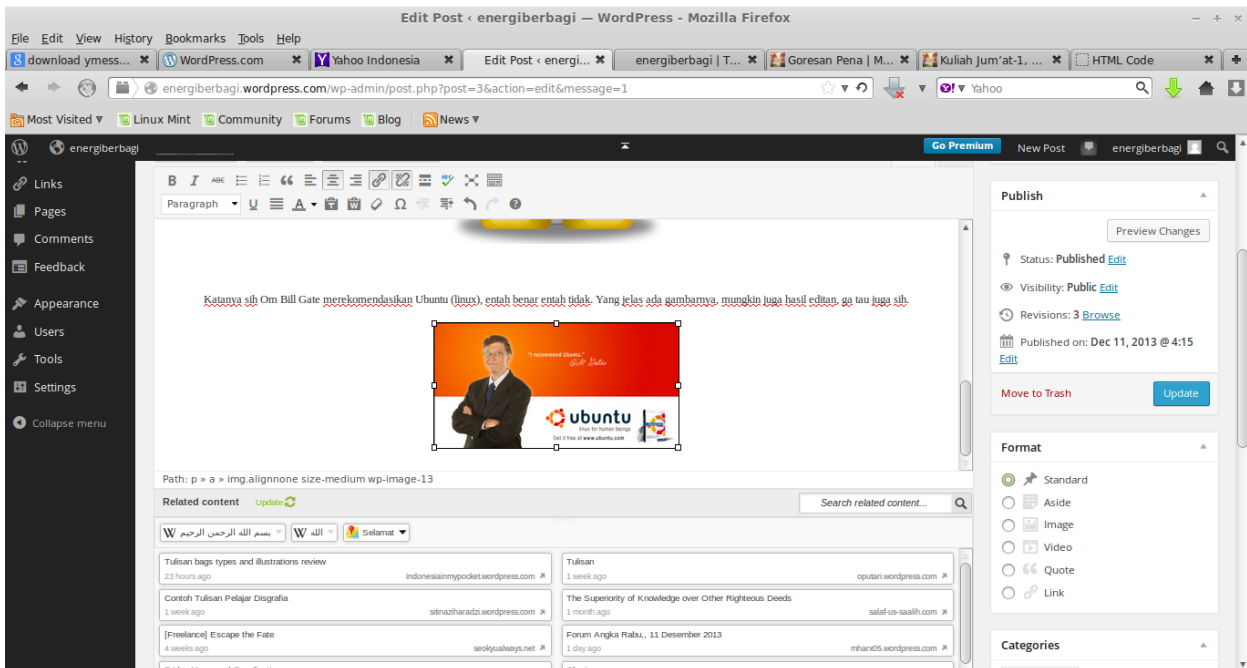 Edit Post ‹ energiberbagi — WordPress - Mozilla Firefox
File Edit View History Bookmarks Tools Help
download ymess... WordPress.com Yahoo Indonesia Edit Post ‹ energi... energiberbagi | T... Goresan Pena | M... Kuliah Jum'at-1, ... HTML Code
energiberbagi.wordpress.com/wp-admin/post.php?post=3&action=edit&message=1 Yahoo
Most Visited Linux Mint Community Forums Blog News
energiberbagi Go Premium New Post energiberbagi
Links
Pages
Comments
Feedback
Appearance
Users
Tools
Settings
Collapse menu
B I ABC
Paragraph U A T W Ω
Katanya sih Om Bill Gate merekomendasikan Ubuntu (linux), entah benar entah tidak. Yang jelas ada gambarnya, mungkin juga hasil editan, ga tau juga sih.
"I recommend Ubuntu."
Bill Gates
ubuntu
linux for human beings
Get it free at www.ubuntu.com
Path: p » a » img.alignnone size-medium wp-image-13
Related content Update Search related content...
W بسم الله الرحمن الرحيم W الله Selamat
Tulisan bags types and illustrations review
23 hours ago indonesiainmypocket.wordpress.com
Tulisan
1 week ago oputari.wordpress.com
Contoh Tulisan Pelajar Disgrafia
1 week ago sitinaziharadzi.wordpress.com
The Superiority of Knowledge over Other Righteous Deeds
1 month ago salaf-us-saalih.com
[Freelance] Escape the Fate
4 weeks ago seokyualways.net
Forum Angka Rabu,, 11 Desember 2013
1 day ago mharx05.wordpress.com
Publish
Preview Changes
Status: Published Edit
Visibility: Public Edit
Revisions: 3 Browse
Published on: Dec 11, 2013 @ 4:15
Edit
Move to Trash Update
Format
Standard
Aside
Image
Video
Quote
Link
Categories